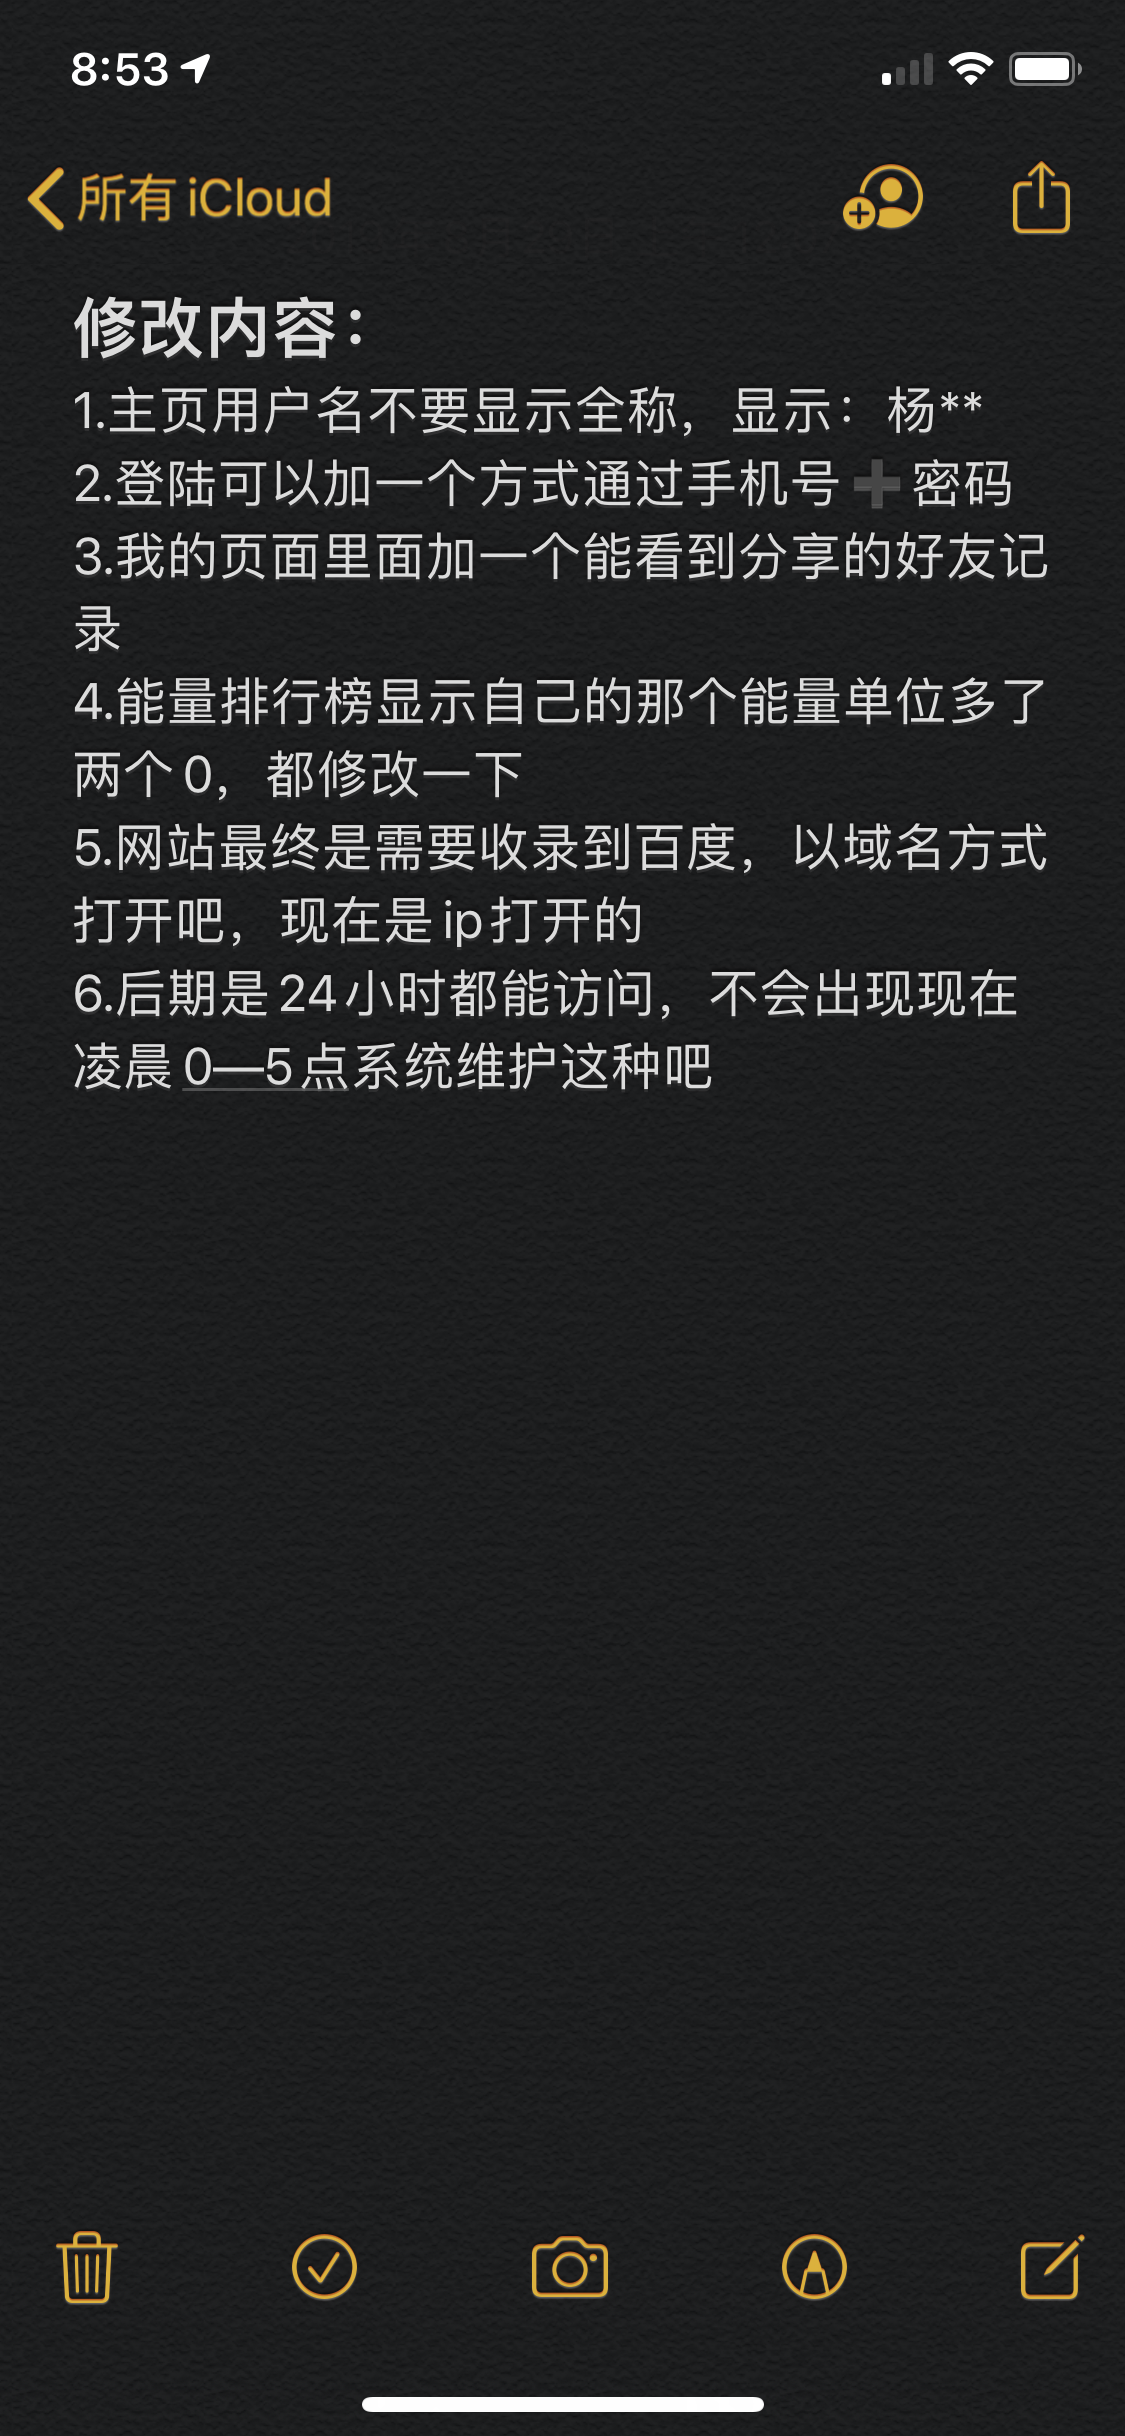 8:53
所有 iCloud
修改内容：
1.主页用户名不要显示全称，显示：杨**
2.登陆可以加一个方式通过手机号➕密码
3.我的页面里面加一个能看到分享的好友记
录
4.能量排行榜显示自己的那个能量单位多了
两个0，都修改一下
5.网站最终是需要收录到百度，以域名方式
打开吧，现在是ip打开的
6.后期是24小时都能访问，不会出现现在
凌晨0—5点系统维护这种吧